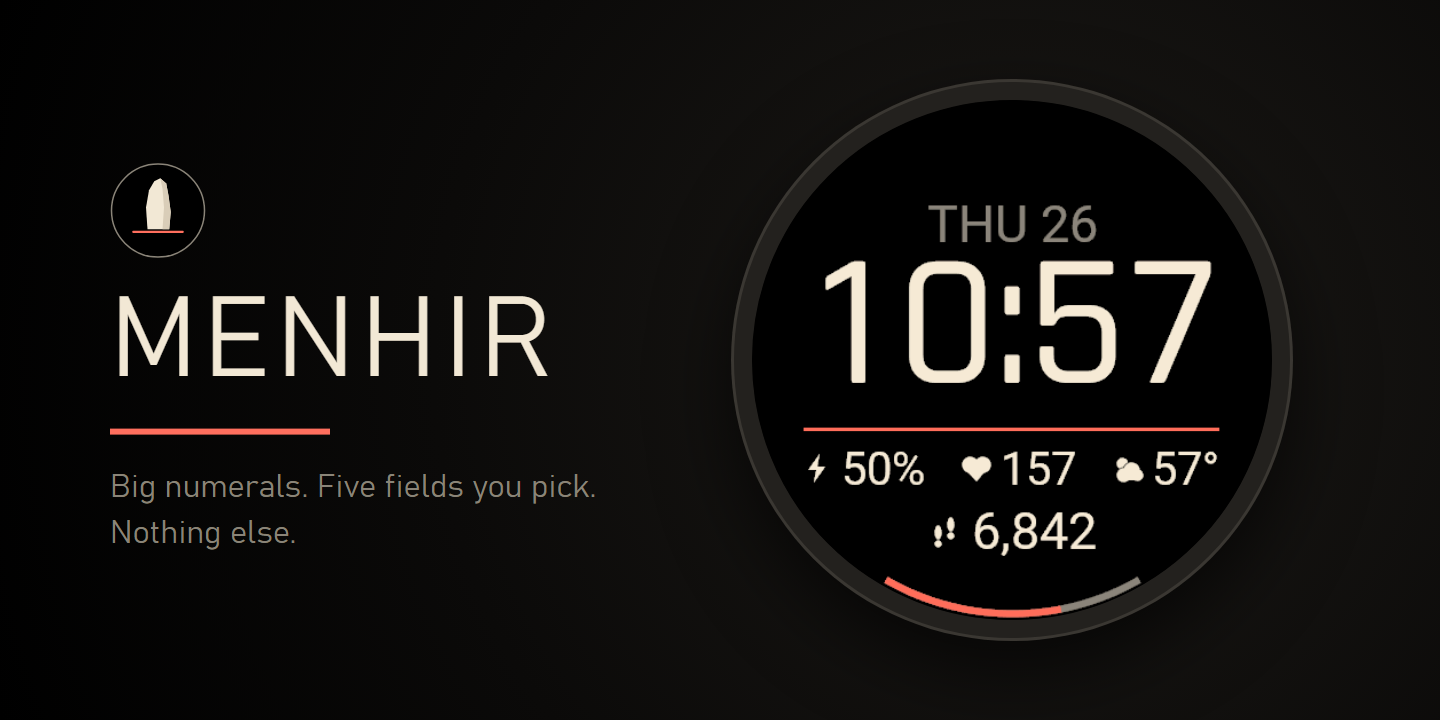 MENHIR
Big numerals. Five fields you pick.
Nothing else.
THU 26
10:57
50% 157 57°
6,842